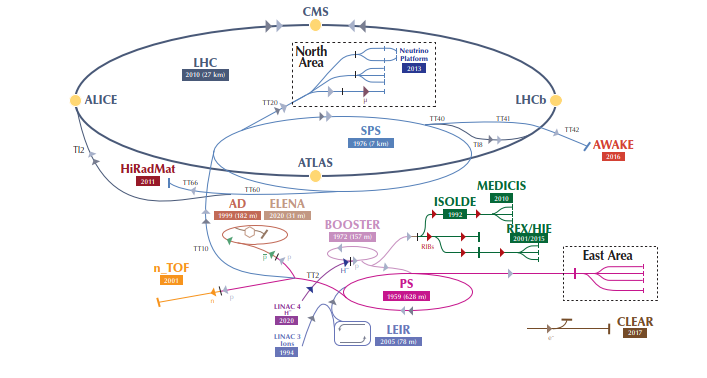 CMS
North
Area
Neutrino
Platform
2013
μ
LHC
2010 (27 km)
ALICE
TT20
LHCb
TT40
TT41
SPS
1976 (7 km)
TI8
TT42
AWAKE
2016
TI2
ATLAS
HiRadMat
2011
TT66
TT60
MEDICIS
2010
AD
ELENA
1999 (182 m)
2020 (31 m)
ISOLDE
1992
BOOSTER
1972 (157 m)
REX/HIE
2001/2015
RIBs
TT10
East Area
p
p
H⁻
p
n_TOF
2001
TT2
PS
1959 (628 m)
n
p
LINAC 4
H⁻
2020
LINAC 3
Ions
1994
LEIR
2005 (78 m)
CLEAR
2017
e⁻